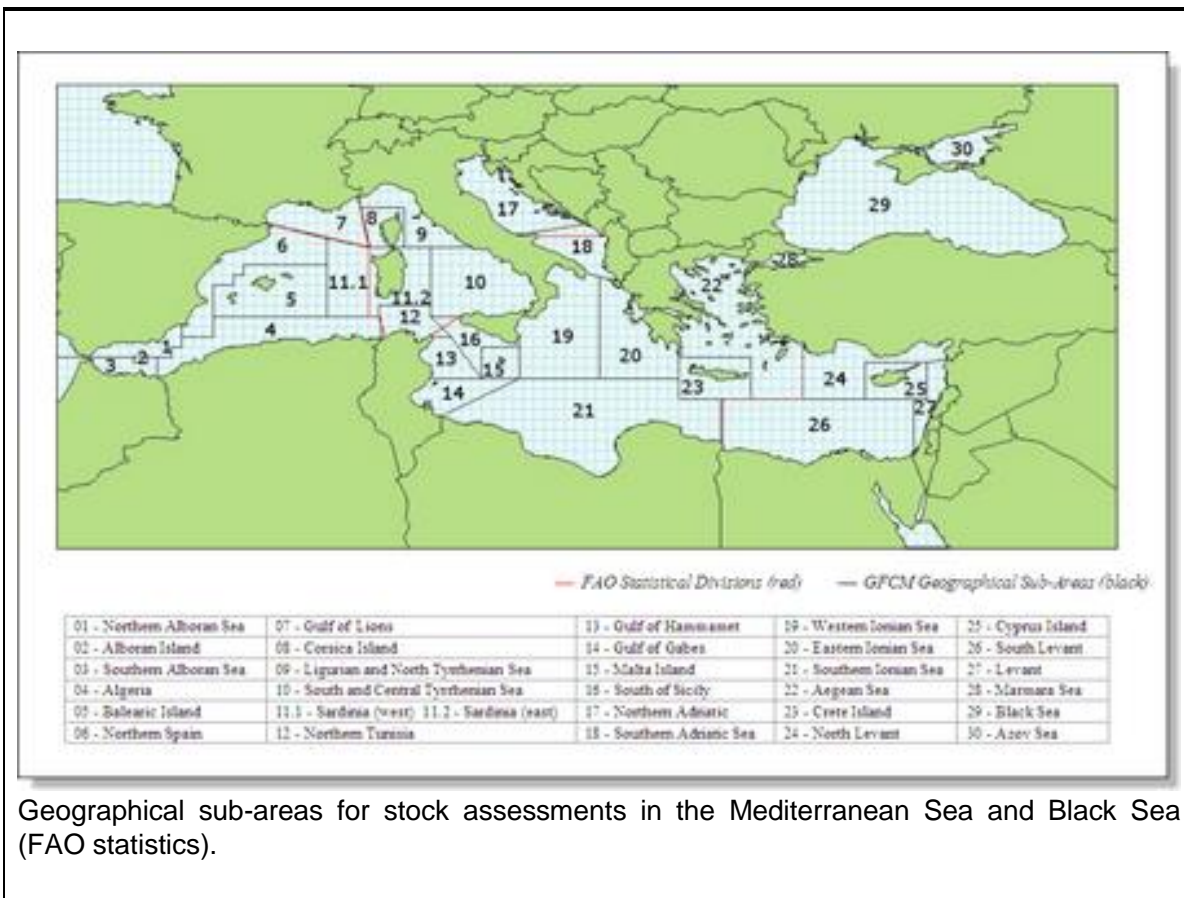 30
29
17
7
8
9
6
18
28
22
11.1
10
5
11.2
12
4
19
1
16
2
3
13
20
15
24
23
25
14
27
21
26
FAO Statistical Divisions (red)
GFCM Geographical Sub-Areas (black)
01 - Northern Alboran Sea
02 - Alboran Island
03 - Southern Alboran Sea
04 - Algeria
05 - Balearic Island
06 - Northern Spain
07 - Gulf of Lions
08 - Corsica Island
09 - Ligurian and North Tyrrhenian Sea
10 - South and Central Tyrrhenian Sea
11.1 - Sardinia (west) 11.2 - Sardinia (east)
12 - Northern Tunisia
13 - Gulf of Hammamet
14 - Gulf of Gabes
15 - Malta Island
16 - South of Sicily
17 - Northern Adriatic
18 - Southern Adriatic Sea
19 - Western Ionian Sea
20 - Eastern Ionian Sea
21 - Southern Ionian Sea
22 - Aegean Sea
23 - Crete Island
24 - North Levant
25 - Cyprus Island
26 - South Levant
27 - Levant
28 - Marmara Sea
29 - Black Sea
30 - Azov Sea
Geographical sub-areas for stock assessments in the Mediterranean Sea and Black Sea
(FAO statistics).